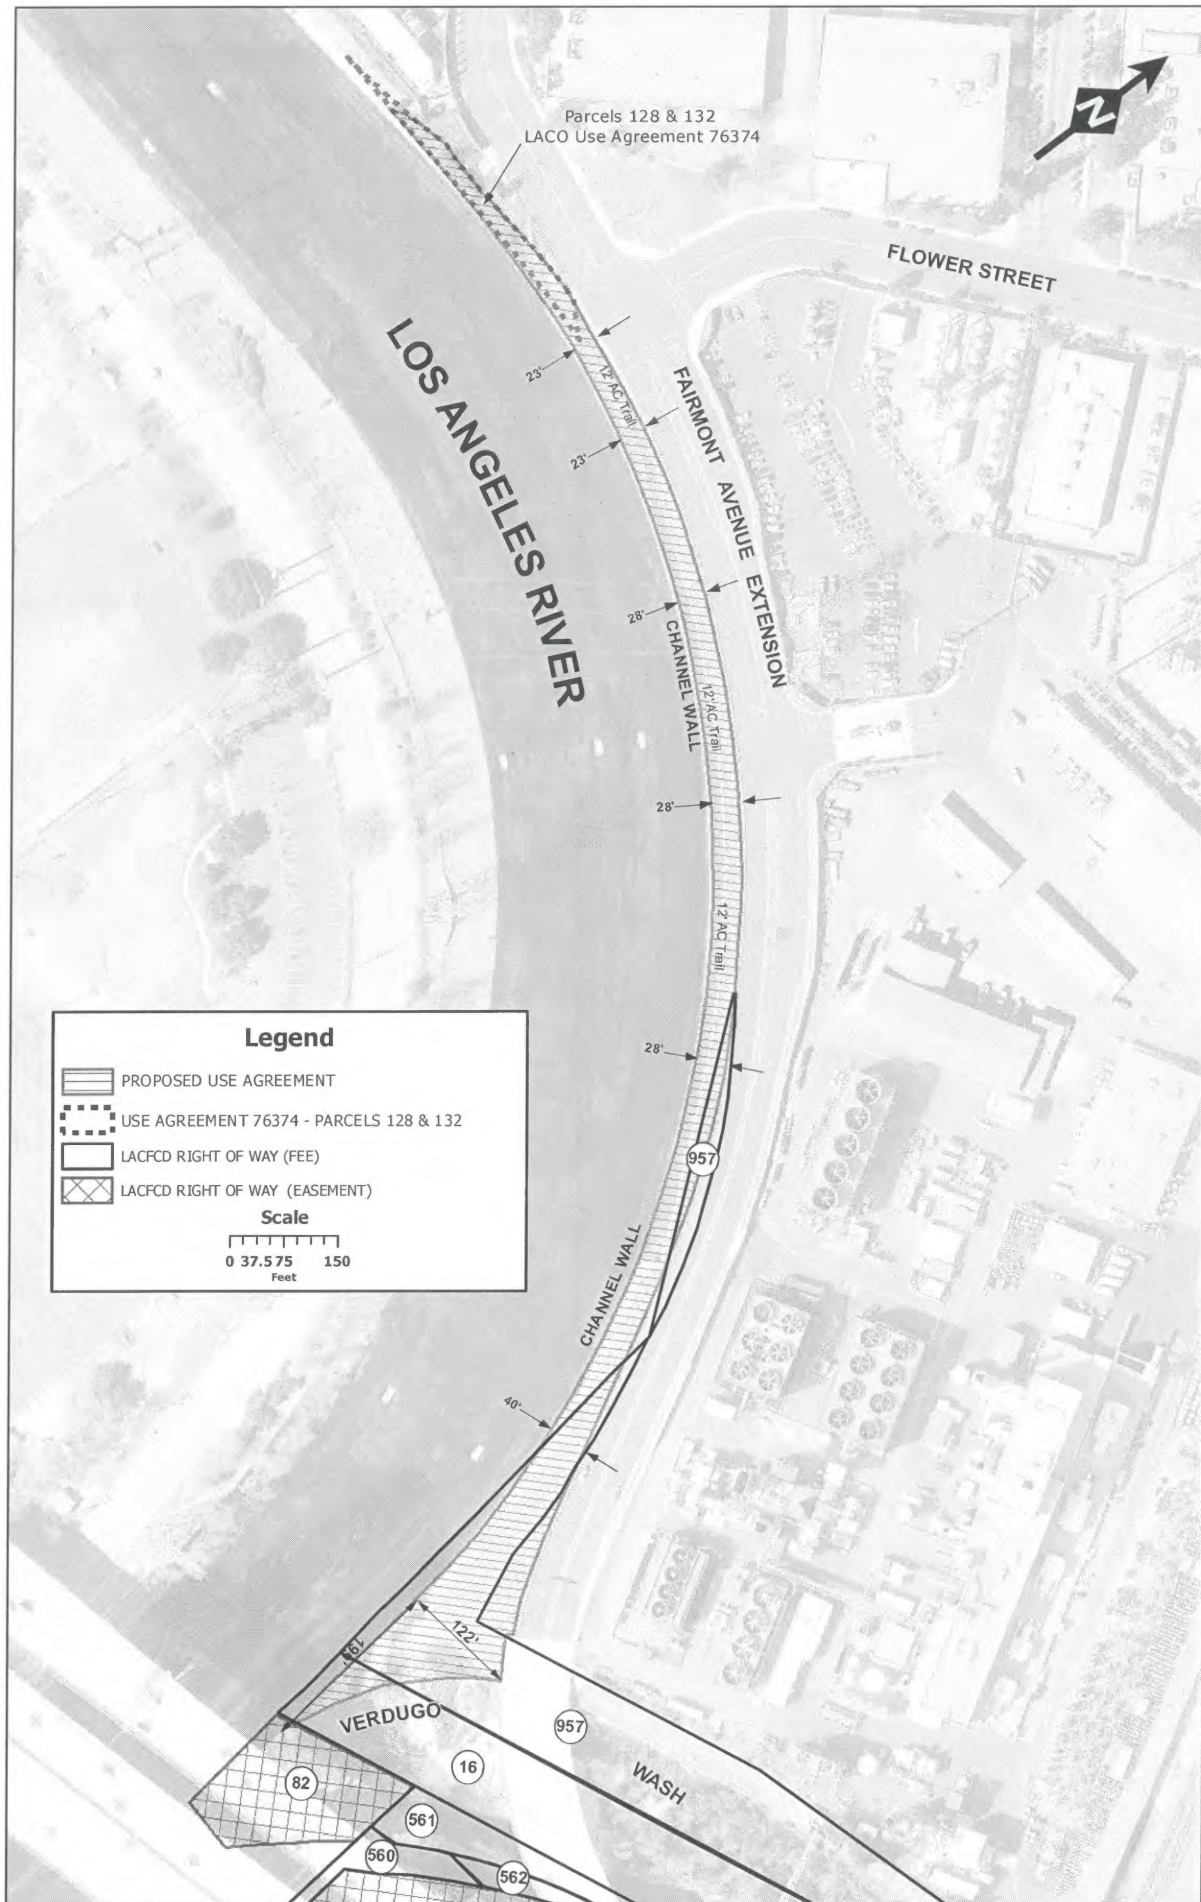 Parcels 128 & 132
LACO Use Agreement 76374
N
FLOWER STREET
LOS ANGELES RIVER
23'
12' AC Trail
FAIRMONT AVENUE EXTENSION
23'
28'
CHANNEL WALL
12' AC Trail
28'
12' AC Trail
28'
957
CHANNEL WALL
40'
Legend
PROPOSED USE AGREEMENT
USE AGREEMENT 76374 - PARCELS 128 & 132
LACFCD RIGHT OF WAY (FEE)
LACFCD RIGHT OF WAY (EASEMENT)
Scale
0 37.5 75 150
Feet
122'
VERDUGO
957
16
WASH
82
561
560
562